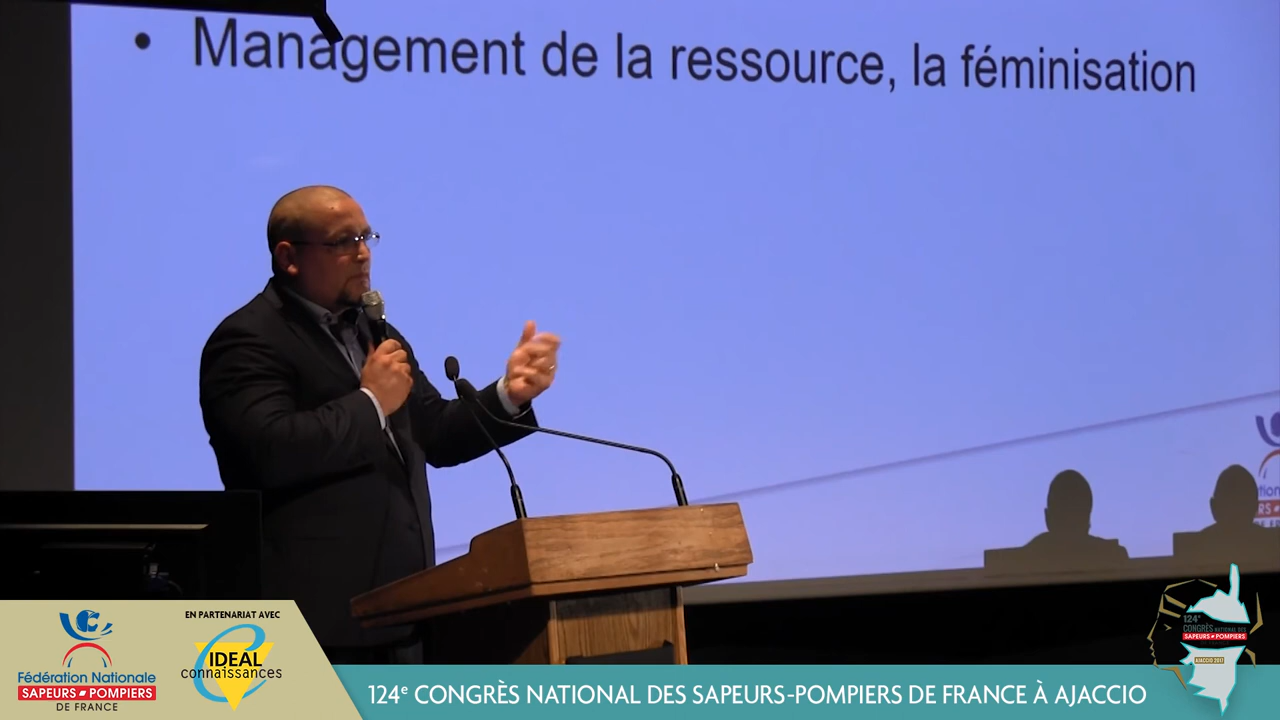 • Management de la ressource, la féminisation
EN PARTENARIAT AVEC
Fédération Nationale
SAPEURS-POMPIERS
DE FRANCE
IDEAL
connaissances
124e CONGRÈS NATIONAL DES SAPEURS-POMPIERS DE FRANCE À AJACCIO
124e
CONGRÈS NATIONAL DES
SAPEURS-POMPIERS
AJACCIO 2017